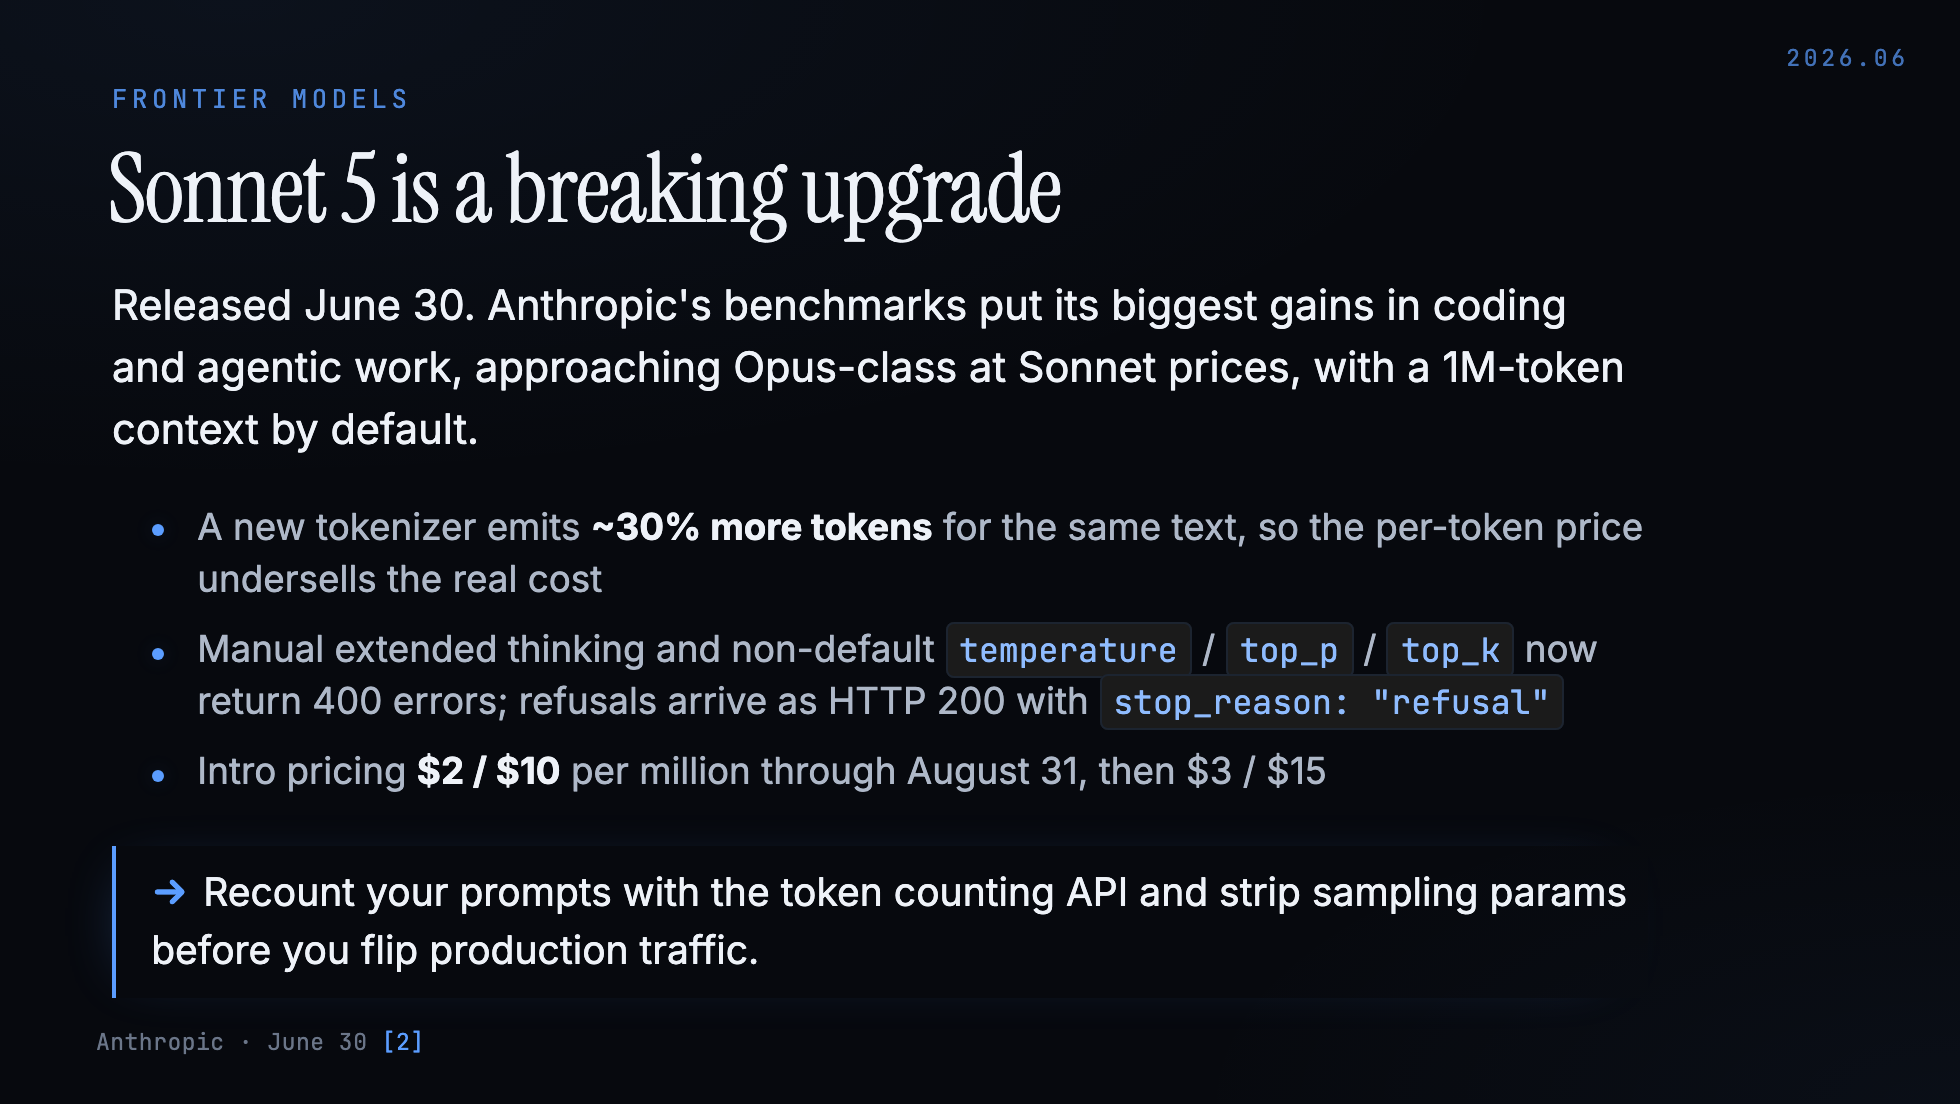 2026.06
FRONTIER MODELS
Sonnet 5 is a breaking upgrade
Released June 30. Anthropic's benchmarks put its biggest gains in coding
and agentic work, approaching Opus-class at Sonnet prices, with a 1M-token
context by default.
• A new tokenizer emits ~30% more tokens for the same text, so the per-token price
undersells the real cost
• Manual extended thinking and non-default temperature / top_p / top_k now
return 400 errors; refusals arrive as HTTP 200 with stop_reason: "refusal"
• Intro pricing $2 / $10 per million through August 31, then $3 / $15
→ Recount your prompts with the token counting API and strip sampling params
before you flip production traffic.
Anthropic · June 30 [2]